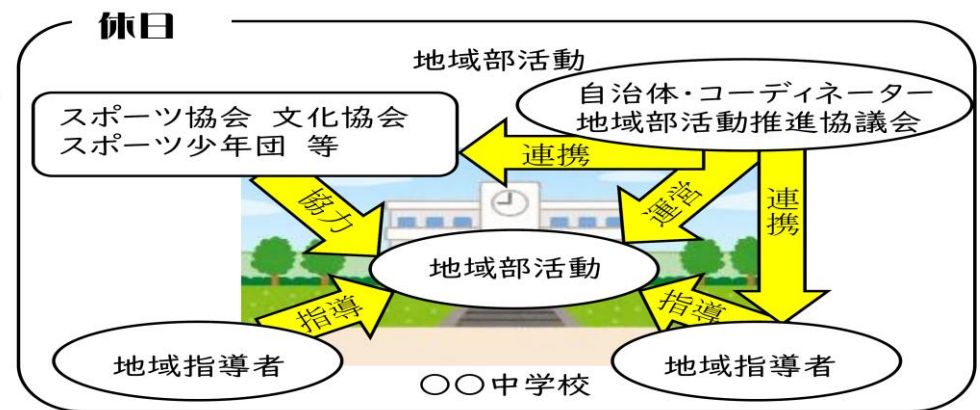 休日
地域部活動
スポーツ協会 文化協会
スポーツ少年団 等
自治体・コーディネーター
地域部活動推進協議会
連携
協力
運営
連携
地域部活動
指導
指導
地域指導者
地域指導者
○○中学校